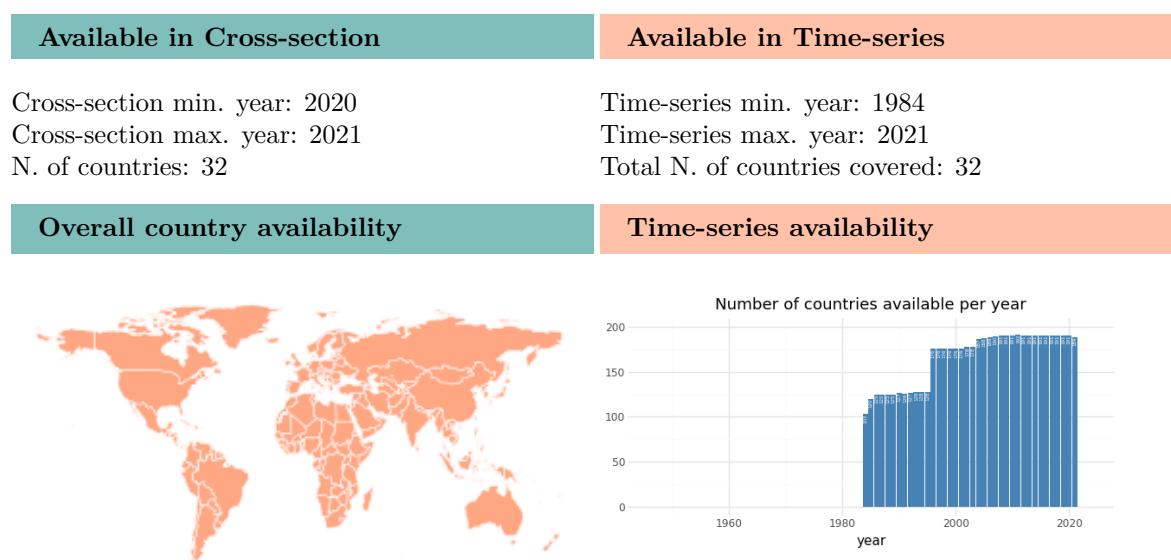 Available in Cross-section
Available in Time-series
Cross-section min. year: 2020
Cross-section max. year: 2021
N. of countries: 32
Time-series min. year: 1984
Time-series max. year: 2021
Total N. of countries covered: 32
Overall country availability
Time-series availability
Number of countries available per year
200
150
100
50
0
1960
1980
2000
2020
year